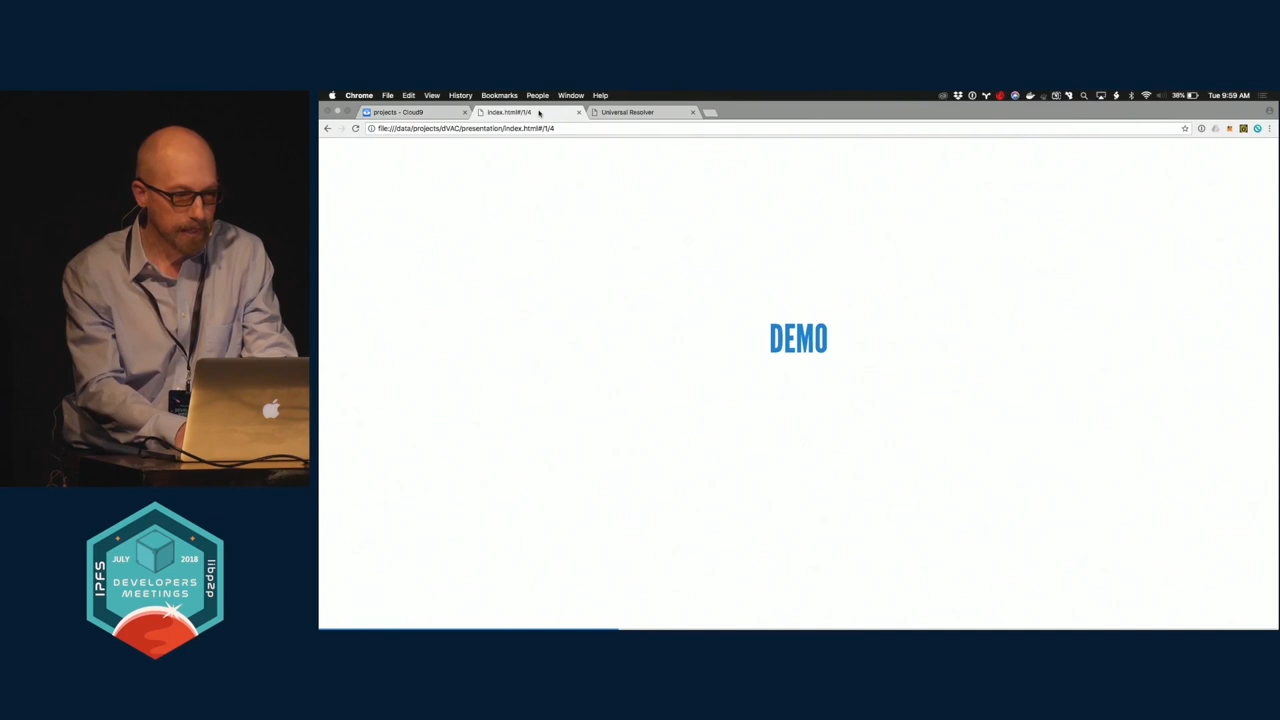 Chrome File Edit View History Bookmarks People Window Help
38% Tue 9:59 AM
projects - Cloud9
index.html#/1/4
Universal Resolver
file:///data/projects/dVAC/presentation/index.html#/1/4
DEMO
JULY 2018
IPFS
libp2p
DEVELOPERS
MEETINGS